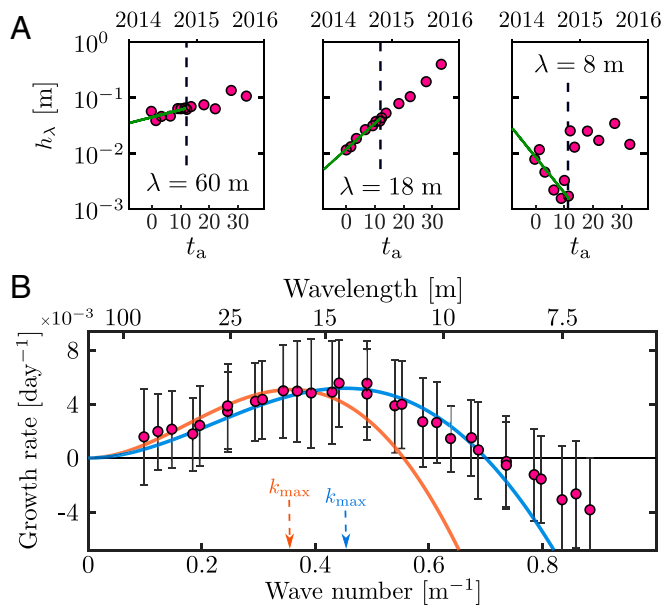 A
2014 2015 2016
2014 2015 2016
2014 2015 2016
10⁰
10⁻¹
10⁻²
10⁻³
h_λ [m]
λ = 60 m
λ = 18 m
λ = 8 m
0 10 20 30
0 10 20 30
0 10 20 30
t_a
t_a
t_a
B
Wavelength [m]
×10⁻³
100 25 15 10 7.5
Growth rate [day⁻¹]
8
4
0
-4
k_max
k_max
0 0.2 0.4 0.6 0.8
Wave number [m⁻¹]